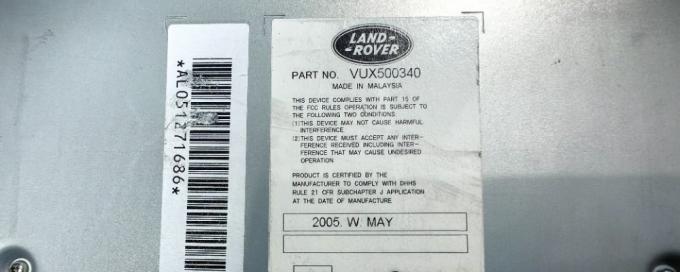 *AL051271686*
LAND-
-ROVER
PART NO. VUX500340
MADE IN MALAYSIA
THIS DEVICE COMPLIES WITH PART 15 OF
THE FCC RULES OPERATION IS SUBJECT TO
THE FOLLOWING TWO CONDITIONS
(1)THIS DEVICE MAY NOT CAUSE HARMFUL
INTERFERENCE
(2)THIS DEVICE MUST ACCEPT ANY INTER-
FERENCE RECEIVED INCLUDING INTER-
FERENCE THAT MAY CAUSE UNDESIRED
OPERATION
PRODUCT IS CERTIFIED BY THE
MANUFACTURER TO COMPLY WITH DHHS
RULE 21 CFR SUBCHAPTER J APPLICATION
AT THE DATE OF MANUFACTURE
2005. W. MAY